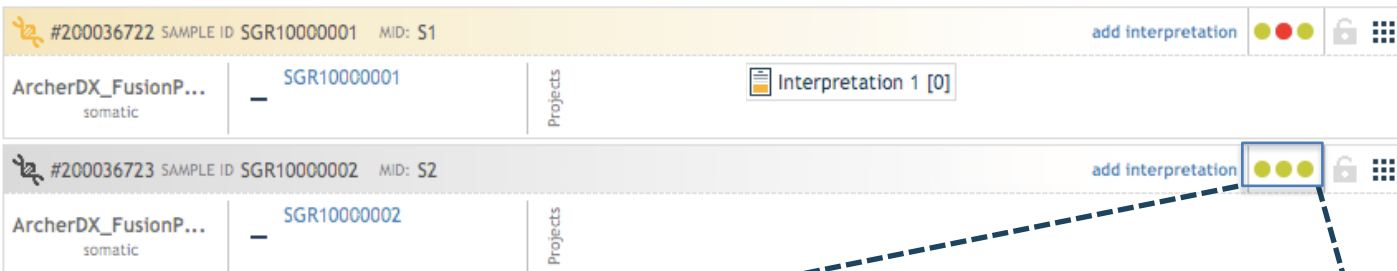 #200036722 SAMPLE ID SGR10000001 MID: S1 add interpretation
ArcherDX_FusionP...
somatic
SGR10000001
Projects
Interpretation 1 [0]
#200036723 SAMPLE ID SGR10000002 MID: S2 add interpretation
ArcherDX_FusionP...
somatic
SGR10000002
Projects